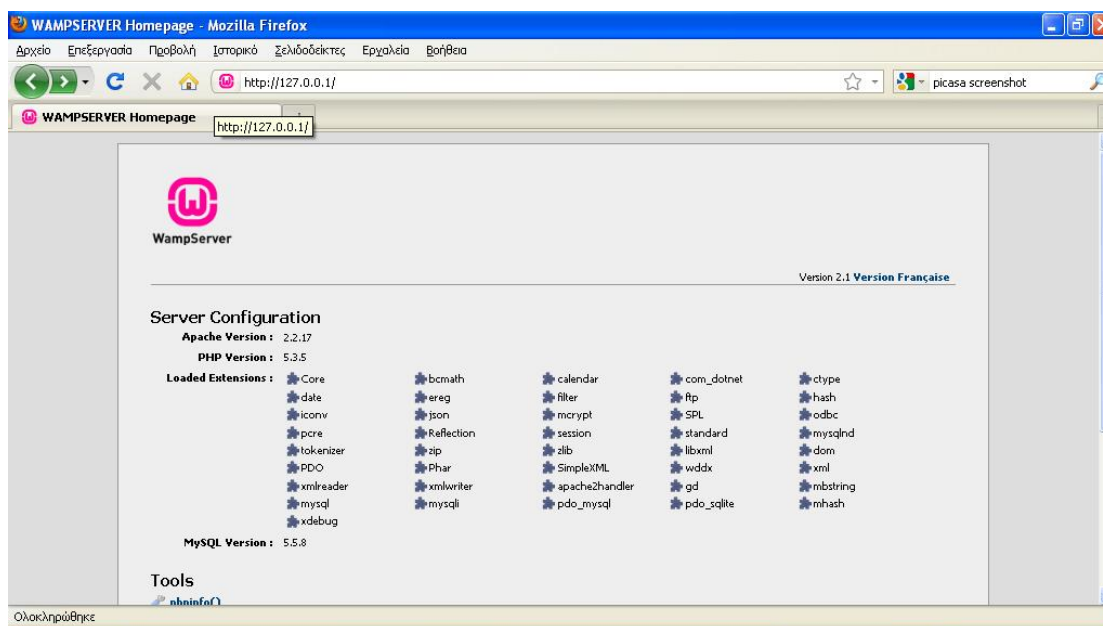 WAMPSERVER Homepage - Mozilla Firefox
Αρχείο Επεξεργασία Προβολή Ιστορικό Σελιδοδείκτες Εργαλεία Βοήθεια
http://127.0.0.1/ picasa screenshot
WAMPSERVER Homepage
http://127.0.0.1/
WampServer
Version 2.1 Version Française
Server Configuration
Apache Version : 2.2.17
PHP Version : 5.3.5
Loaded Extensions : Core bcmath calendar com_dotnet ctype
date ereg filter ftp hash
iconv json mcrypt SPL odbc
pcre Reflection session standard mysqlnd
tokenizer zip zlib libxml dom
PDO Phar SimpleXML wddx xml
xmlreader xmlwriter apache2handler gd mbstring
mysql mysqli pdo_mysql pdo_sqlite mhash
xdebug
MySQL Version : 5.5.8
Tools
phpinfo()
Ολοκληρώθηκε